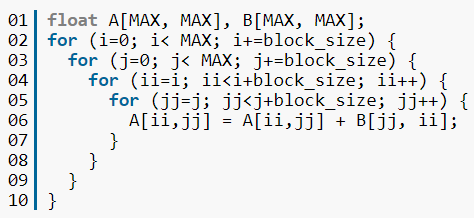 01 float A[MAX, MAX], B[MAX, MAX];
02 for (i=0; i< MAX; i+=block_size) {
03   for (j=0; j< MAX; j+=block_size) {
04     for (ii=i; ii<i+block_size; ii++) {
05       for (jj=j; jj<j+block_size; jj++) {
06         A[ii,jj] = A[ii,jj] + B[jj, ii];
07       }
08     }
09   }
10 }